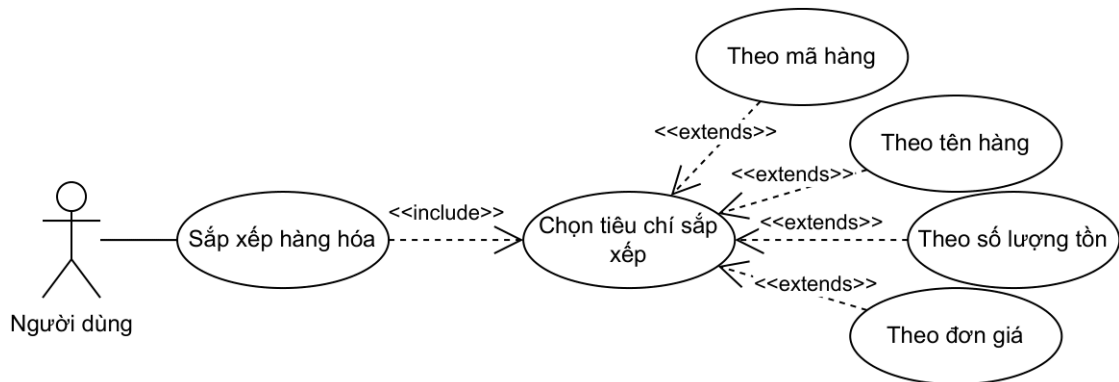 Theo mã hàng
<<extends>>
Theo tên hàng
<<extends>>
<<include>>
Sắp xếp hàng hóa
Chọn tiêu chí sắp
xếp
<<extends>>
Theo số lượng tồn
<<extends>>
Người dùng
Theo đơn giá